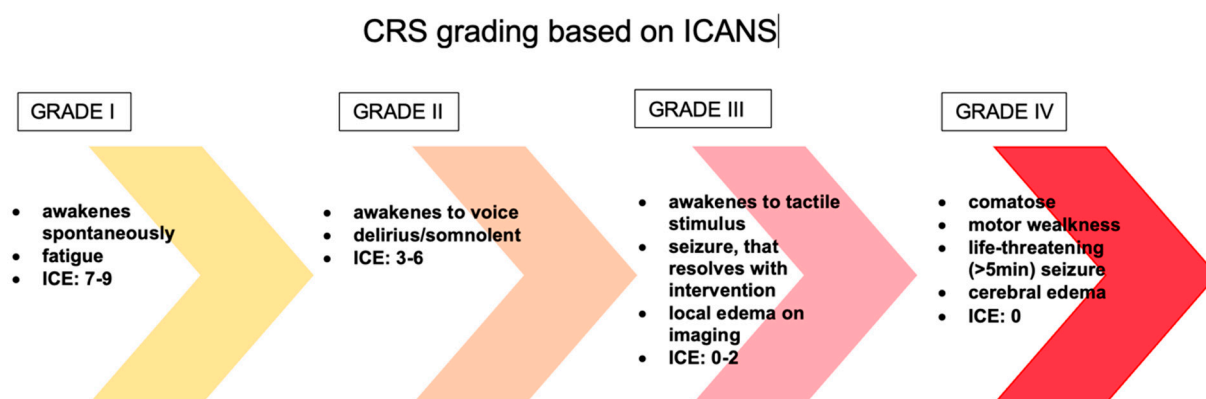 CRS grading based on ICANS
GRADE I
• awakenes
spontaneously
• fatigue
• ICE: 7-9
GRADE II
• awakenes to voice
• delirius/somnolent
• ICE: 3-6
GRADE III
• awakenes to tactile
stimulus
• seizure, that
resolves with
intervention
• local edema on
imaging
• ICE: 0-2
GRADE IV
• comatose
• motor wealkness
• life-threatening
(>5min) seizure
• cerebral edema
• ICE: 0